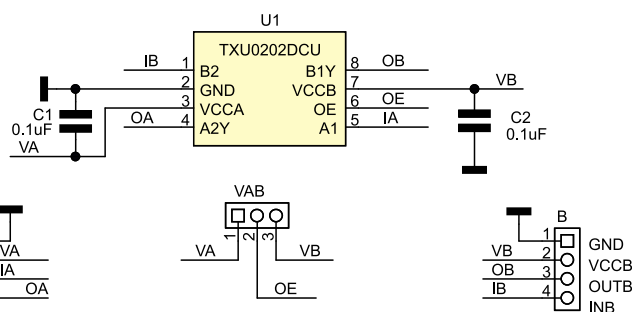 U1
TXU0202DCU
IB 1 B2 B1Y 8 OB
2 GND VCCB 7 VB
3 VCCA OE 6 OE
OA 4 A2Y A1 5 IA
C1
0.1uF
VA
C2
0.1uF
VAB
1 2 3
VA VB
OE
VA
IA
OA
B
1 GND
VB 2 VCCB
OB 3 OUTB
IB 4 INB